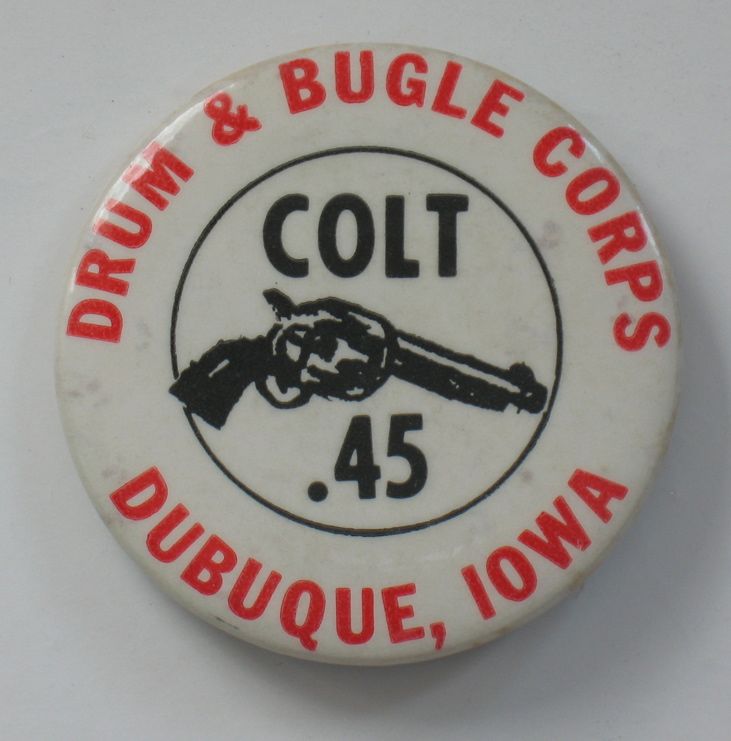 DRUM & BUGLE CORPS
COLT
.45
DUBUQUE, IOWA